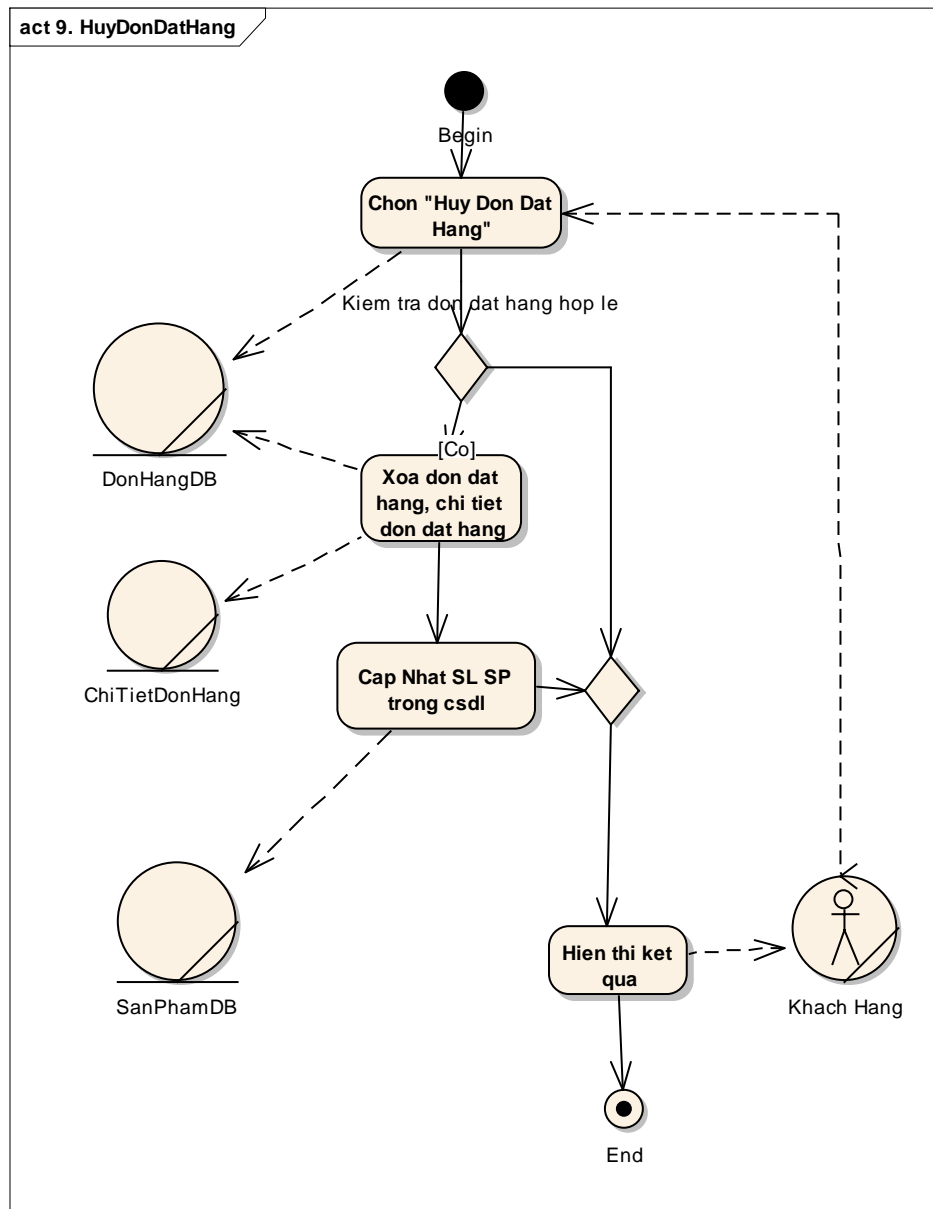 act 9. HuyDonDatHang
Begin
Chon "Huy Don Dat
Hang"
Kiem tra don dat hang hop le
[Co]
DonHangDB
Xoa don dat
hang, chi tiet
don dat hang
ChiTietDonHang
Cap Nhat SL SP
trong csdl
SanPhamDB
Hien thi ket
qua
Khach Hang
End